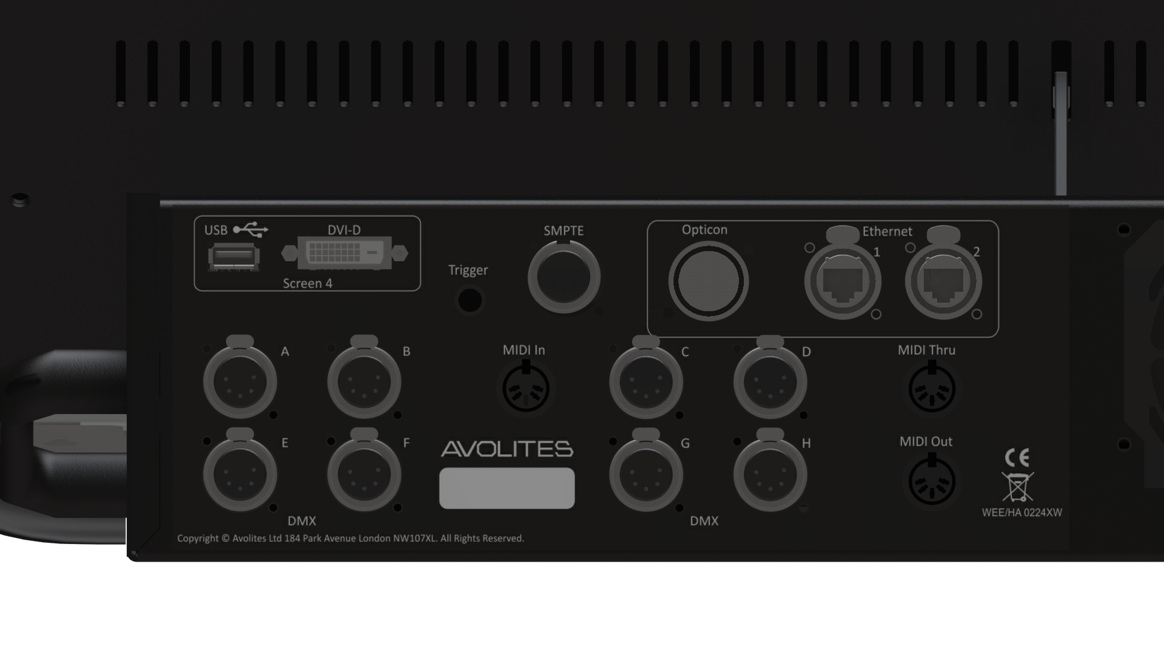 USB
DVI-D
Screen 4
Trigger
SMPTE
Opticon
Ethernet
1
2
A
B
MIDI In
C
D
MIDI Thru
E
F
AVOLITES
G
H
MIDI Out
CE
DMX
DMX
WEE/HA 0224XW
Copyright © Avolites Ltd 184 Park Avenue London NW107XL. All Rights Reserved.